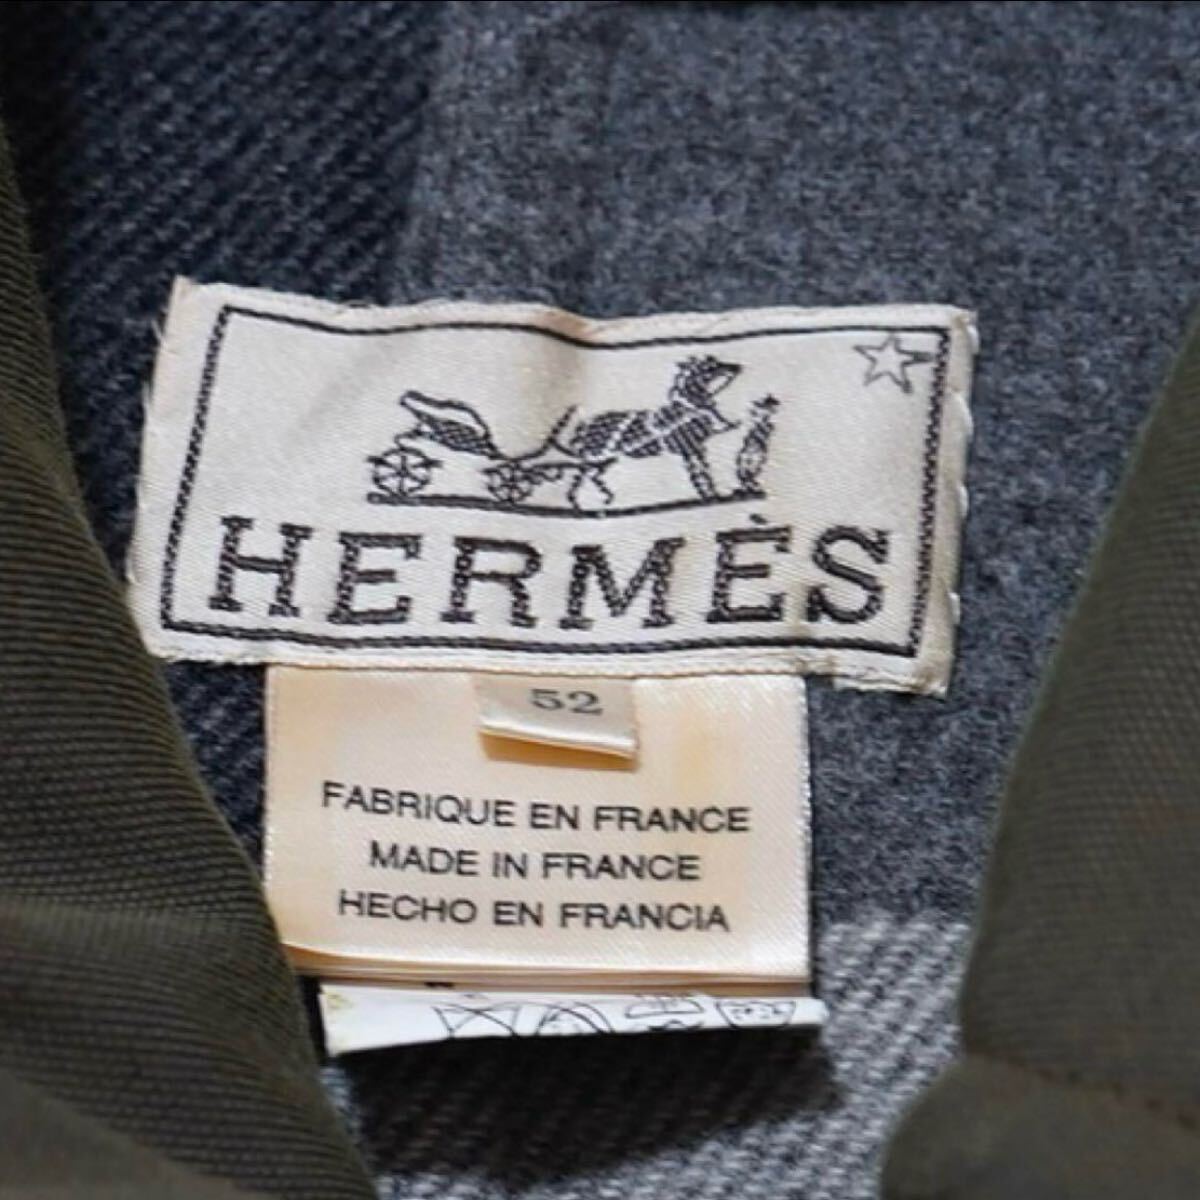 HERMÈS
52
FABRIQUE EN FRANCE
MADE IN FRANCE
HECHO EN FRANCIA